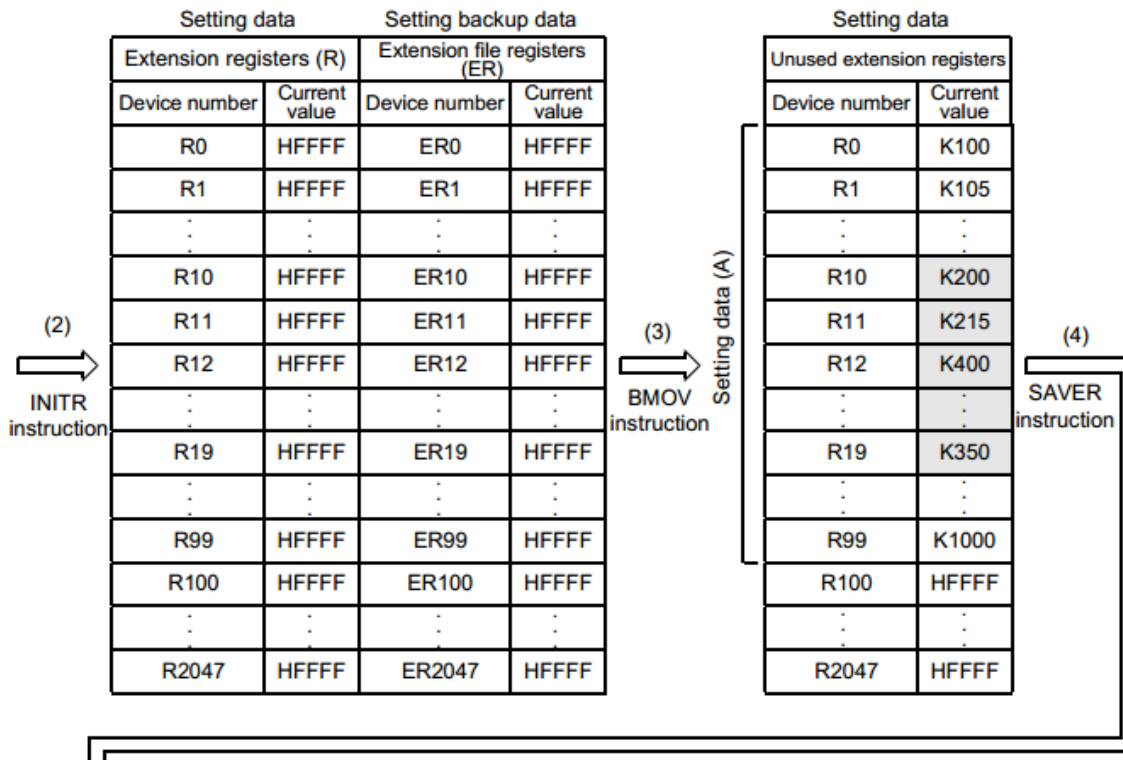 Setting data Setting backup data Setting data
Extension registers (R) Extension file registers (ER) Unused extension registers
Device number Current value Device number Current value Device number Current value
R0 HFFFF ER0 HFFFF R0 K100
R1 HFFFF ER1 HFFFF R1 K105
: : : : : :
R10 HFFFF ER10 HFFFF R10 K200
R11 HFFFF ER11 HFFFF R11 K215
R12 HFFFF ER12 HFFFF R12 K400
: : : : : :
R19 HFFFF ER19 HFFFF R19 K350
: : : : : :
R99 HFFFF ER99 HFFFF R99 K1000
R100 HFFFF ER100 HFFFF R100 HFFFF
: : : : : :
R2047 HFFFF ER2047 HFFFF R2047 HFFFF
(2)
INITR
instruction
(3)
BMOV
instruction
Setting data (A)
(4)
SAVER
instruction